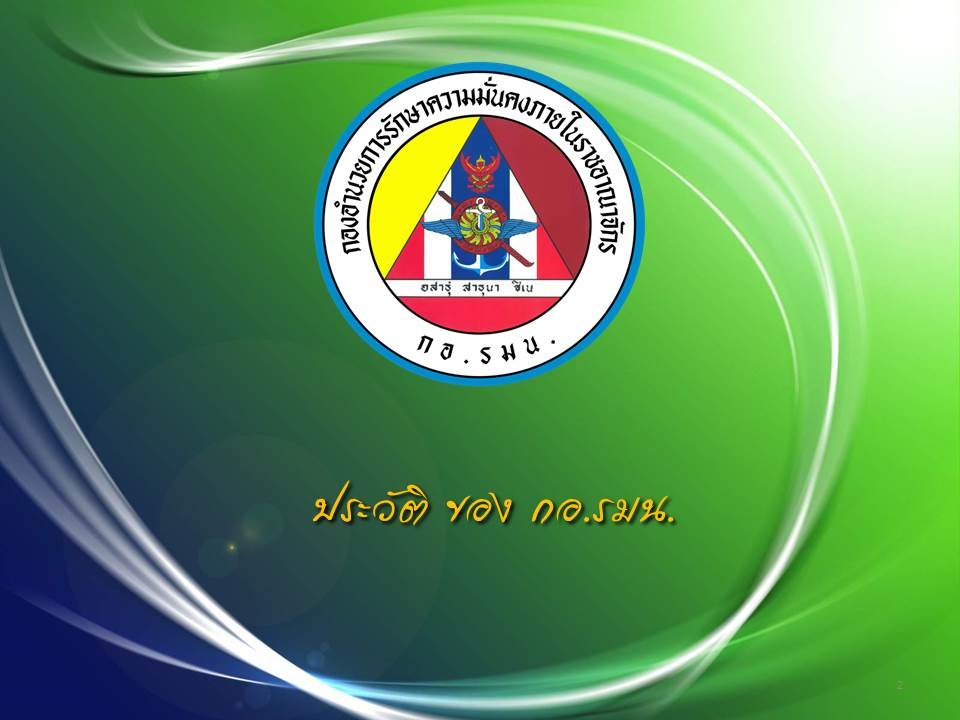 กองอำนวยการรักษาความมั่นคงภายในราชอาณาจักร
อสาธุํ สาธุนา ชิเน
กอ.รมน.
ประวัติ ของ กอ.รมน.
2